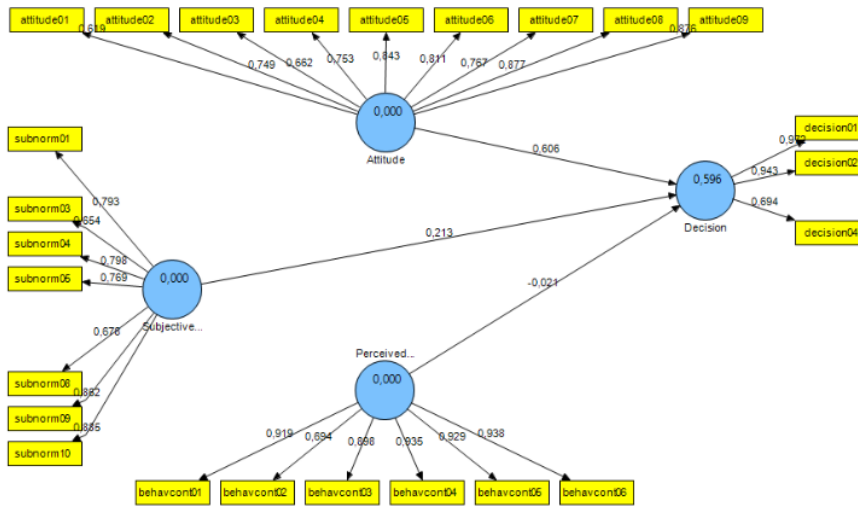 attitude01 attitude02 attitude03 attitude04 attitude05 attitude06 attitude07 attitude08 attitude09
0,619 0,749 0,662 0,753 0,843 0,811 0,767 0,877 0,876
0,000
Attitude
0,606
decision01
0,972
decision02
0,943
0,694
decision04
0,596
Decision
subnorm01
0,793
subnorm03
0,654
subnorm04
0,798
subnorm05
0,769
0,213
0,000
Subjective...
-0,021
0,678
subnorm08
subnorm09
subnorm10
Perceived...
0,000
0,919 0,694 0,898 0,935 0,929 0,938
behavcont01 behavcont02 behavcont03 behavcont04 behavcont05 behavcont06